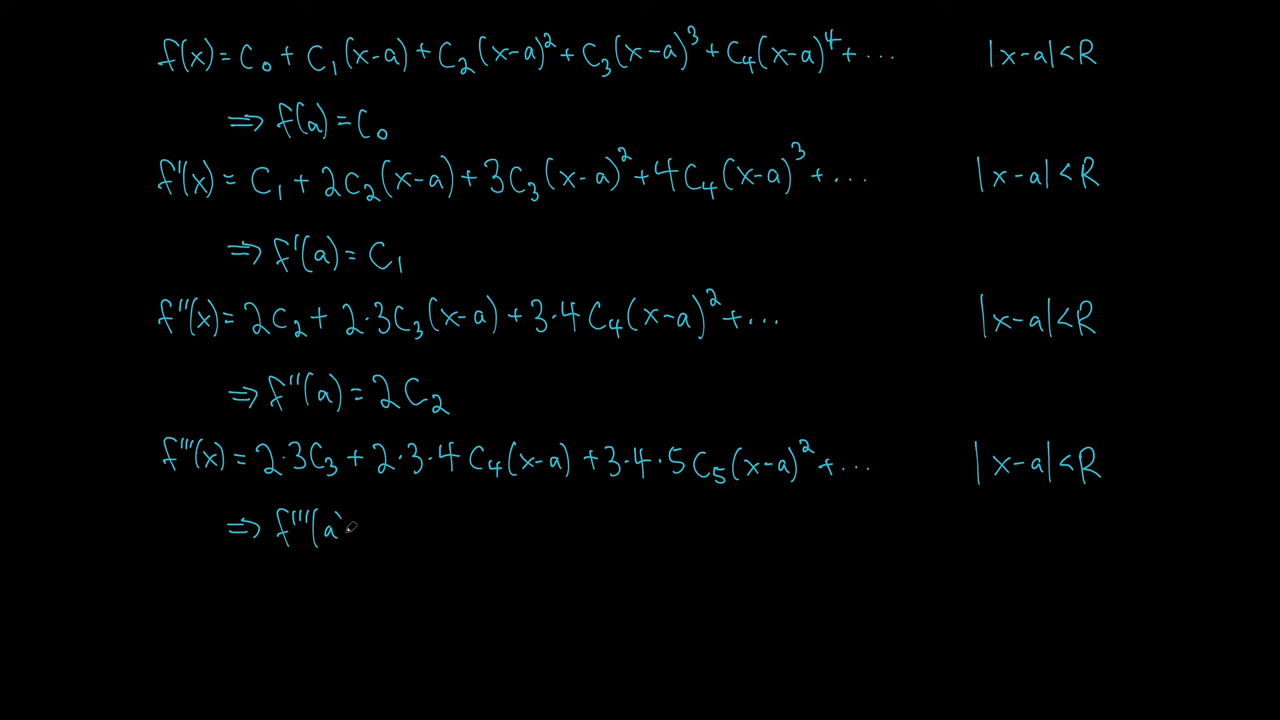 f(x) = C₀ + C₁(x-a) + C₂(x-a)² + C₃(x-a)³ + C₄(x-a)⁴ + ... |x-a| < R
⇒ f(a) = C₀
f'(x) = C₁ + 2C₂(x-a) + 3C₃(x-a)² + 4C₄(x-a)³ + ... |x-a| < R
⇒ f'(a) = C₁
f''(x) = 2C₂ + 2·3C₃(x-a) + 3·4C₄(x-a)² + ... |x-a| < R
⇒ f''(a) = 2C₂
f'''(x) = 2·3C₃ + 2·3·4C₄(x-a) + 3·4·5C₅(x-a)² + ... |x-a| < R
⇒ f'''(a)